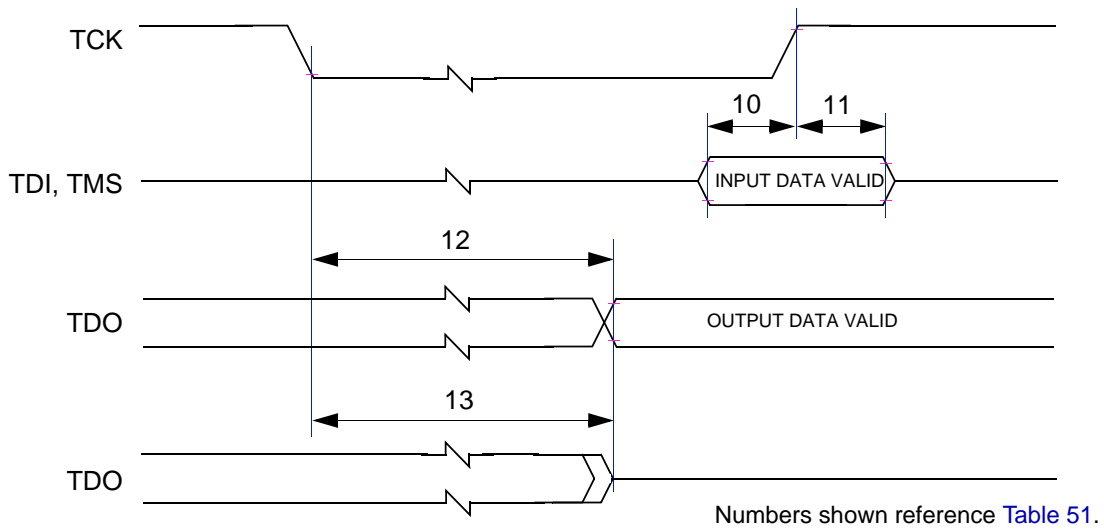 TCK
10
11
TDI, TMS
INPUT DATA VALID
12
TDO
OUTPUT DATA VALID
13
TDO
Numbers shown reference Table 51.